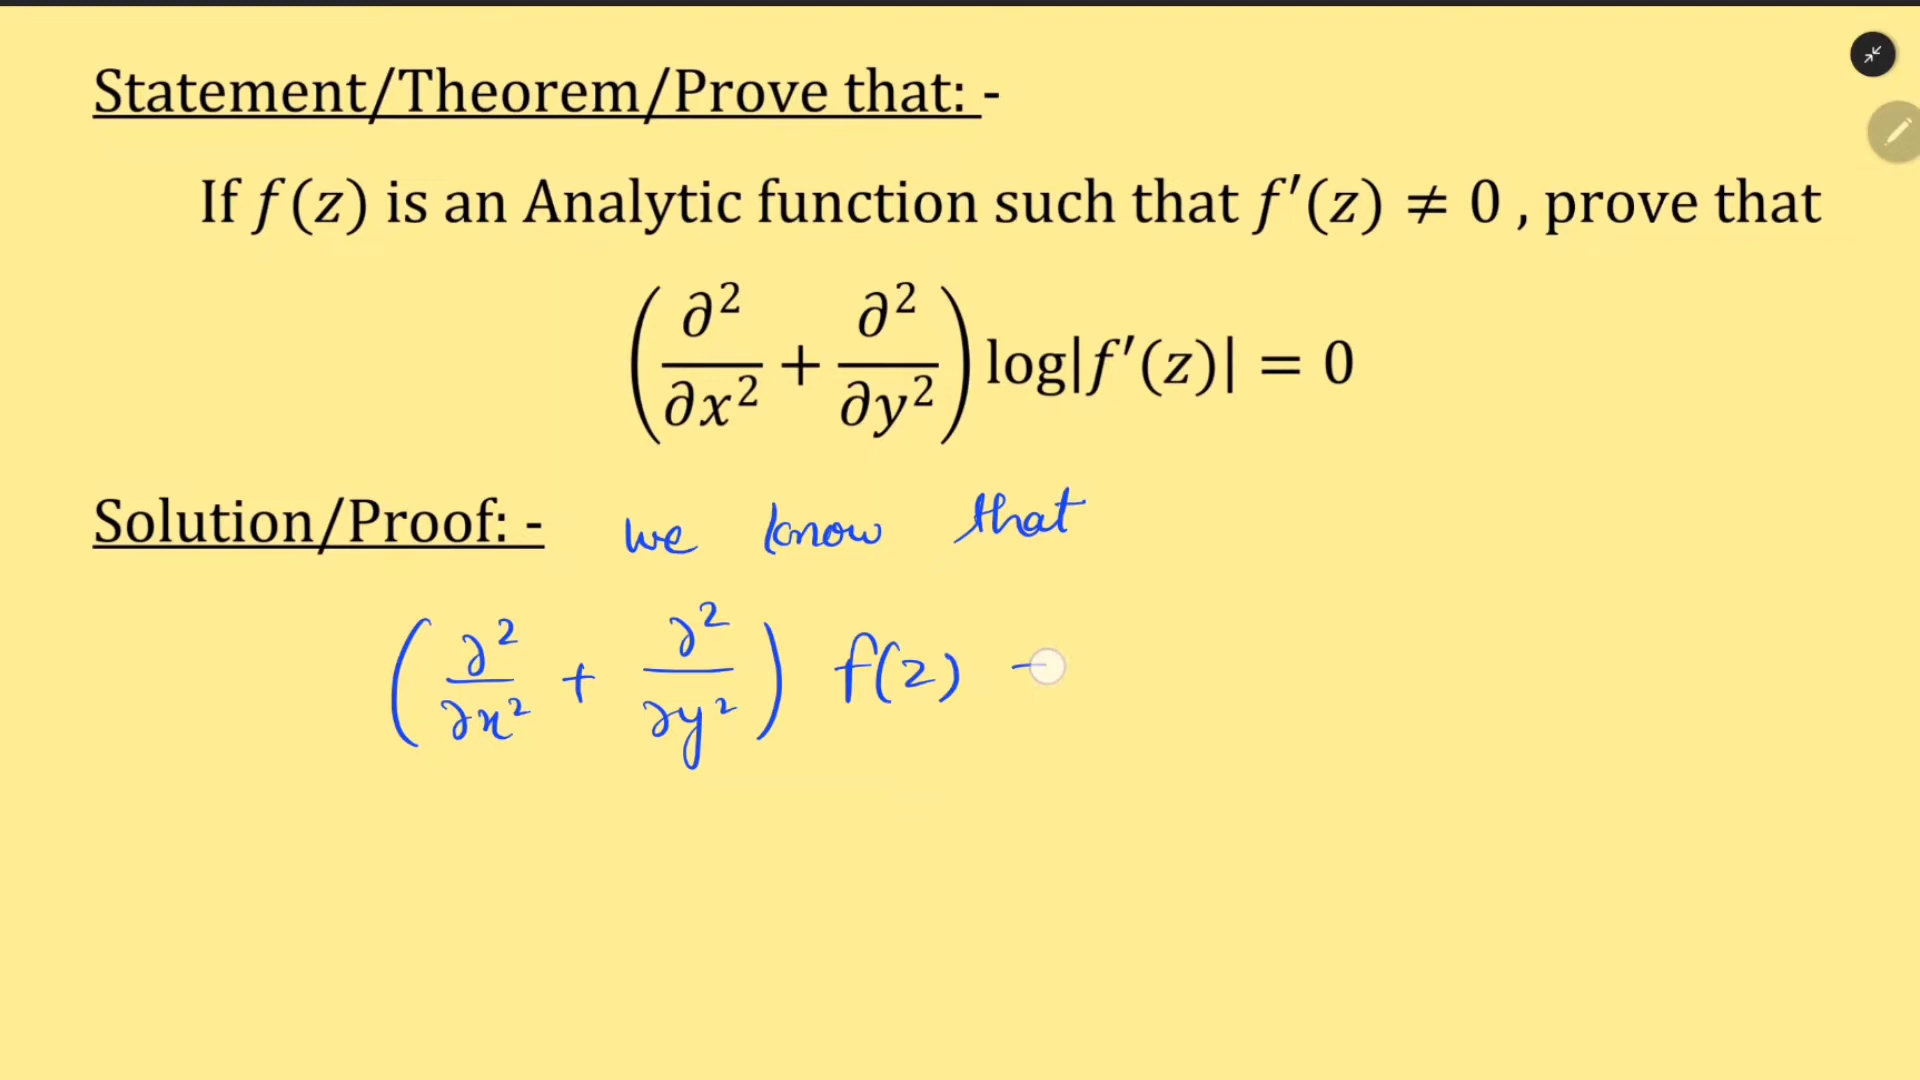 Statement/Theorem/Prove that: -
If f(z) is an Analytic function such that f′(z) ≠ 0 , prove that
(∂²/∂x² + ∂²/∂y²) log|f′(z)| = 0
Solution/Proof: - we know that
(∂²/∂x² + ∂²/∂y²) f(z) -